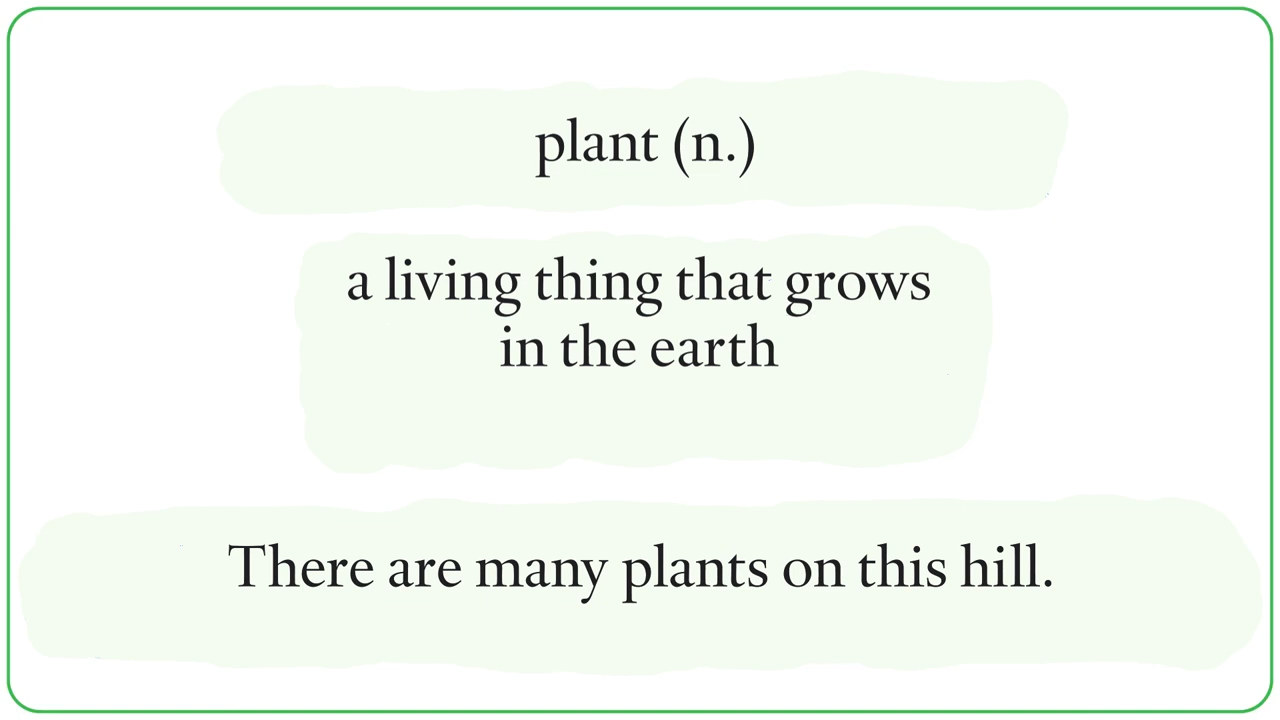 plant (n.)
a living thing that grows
in the earth
There are many plants on this hill.